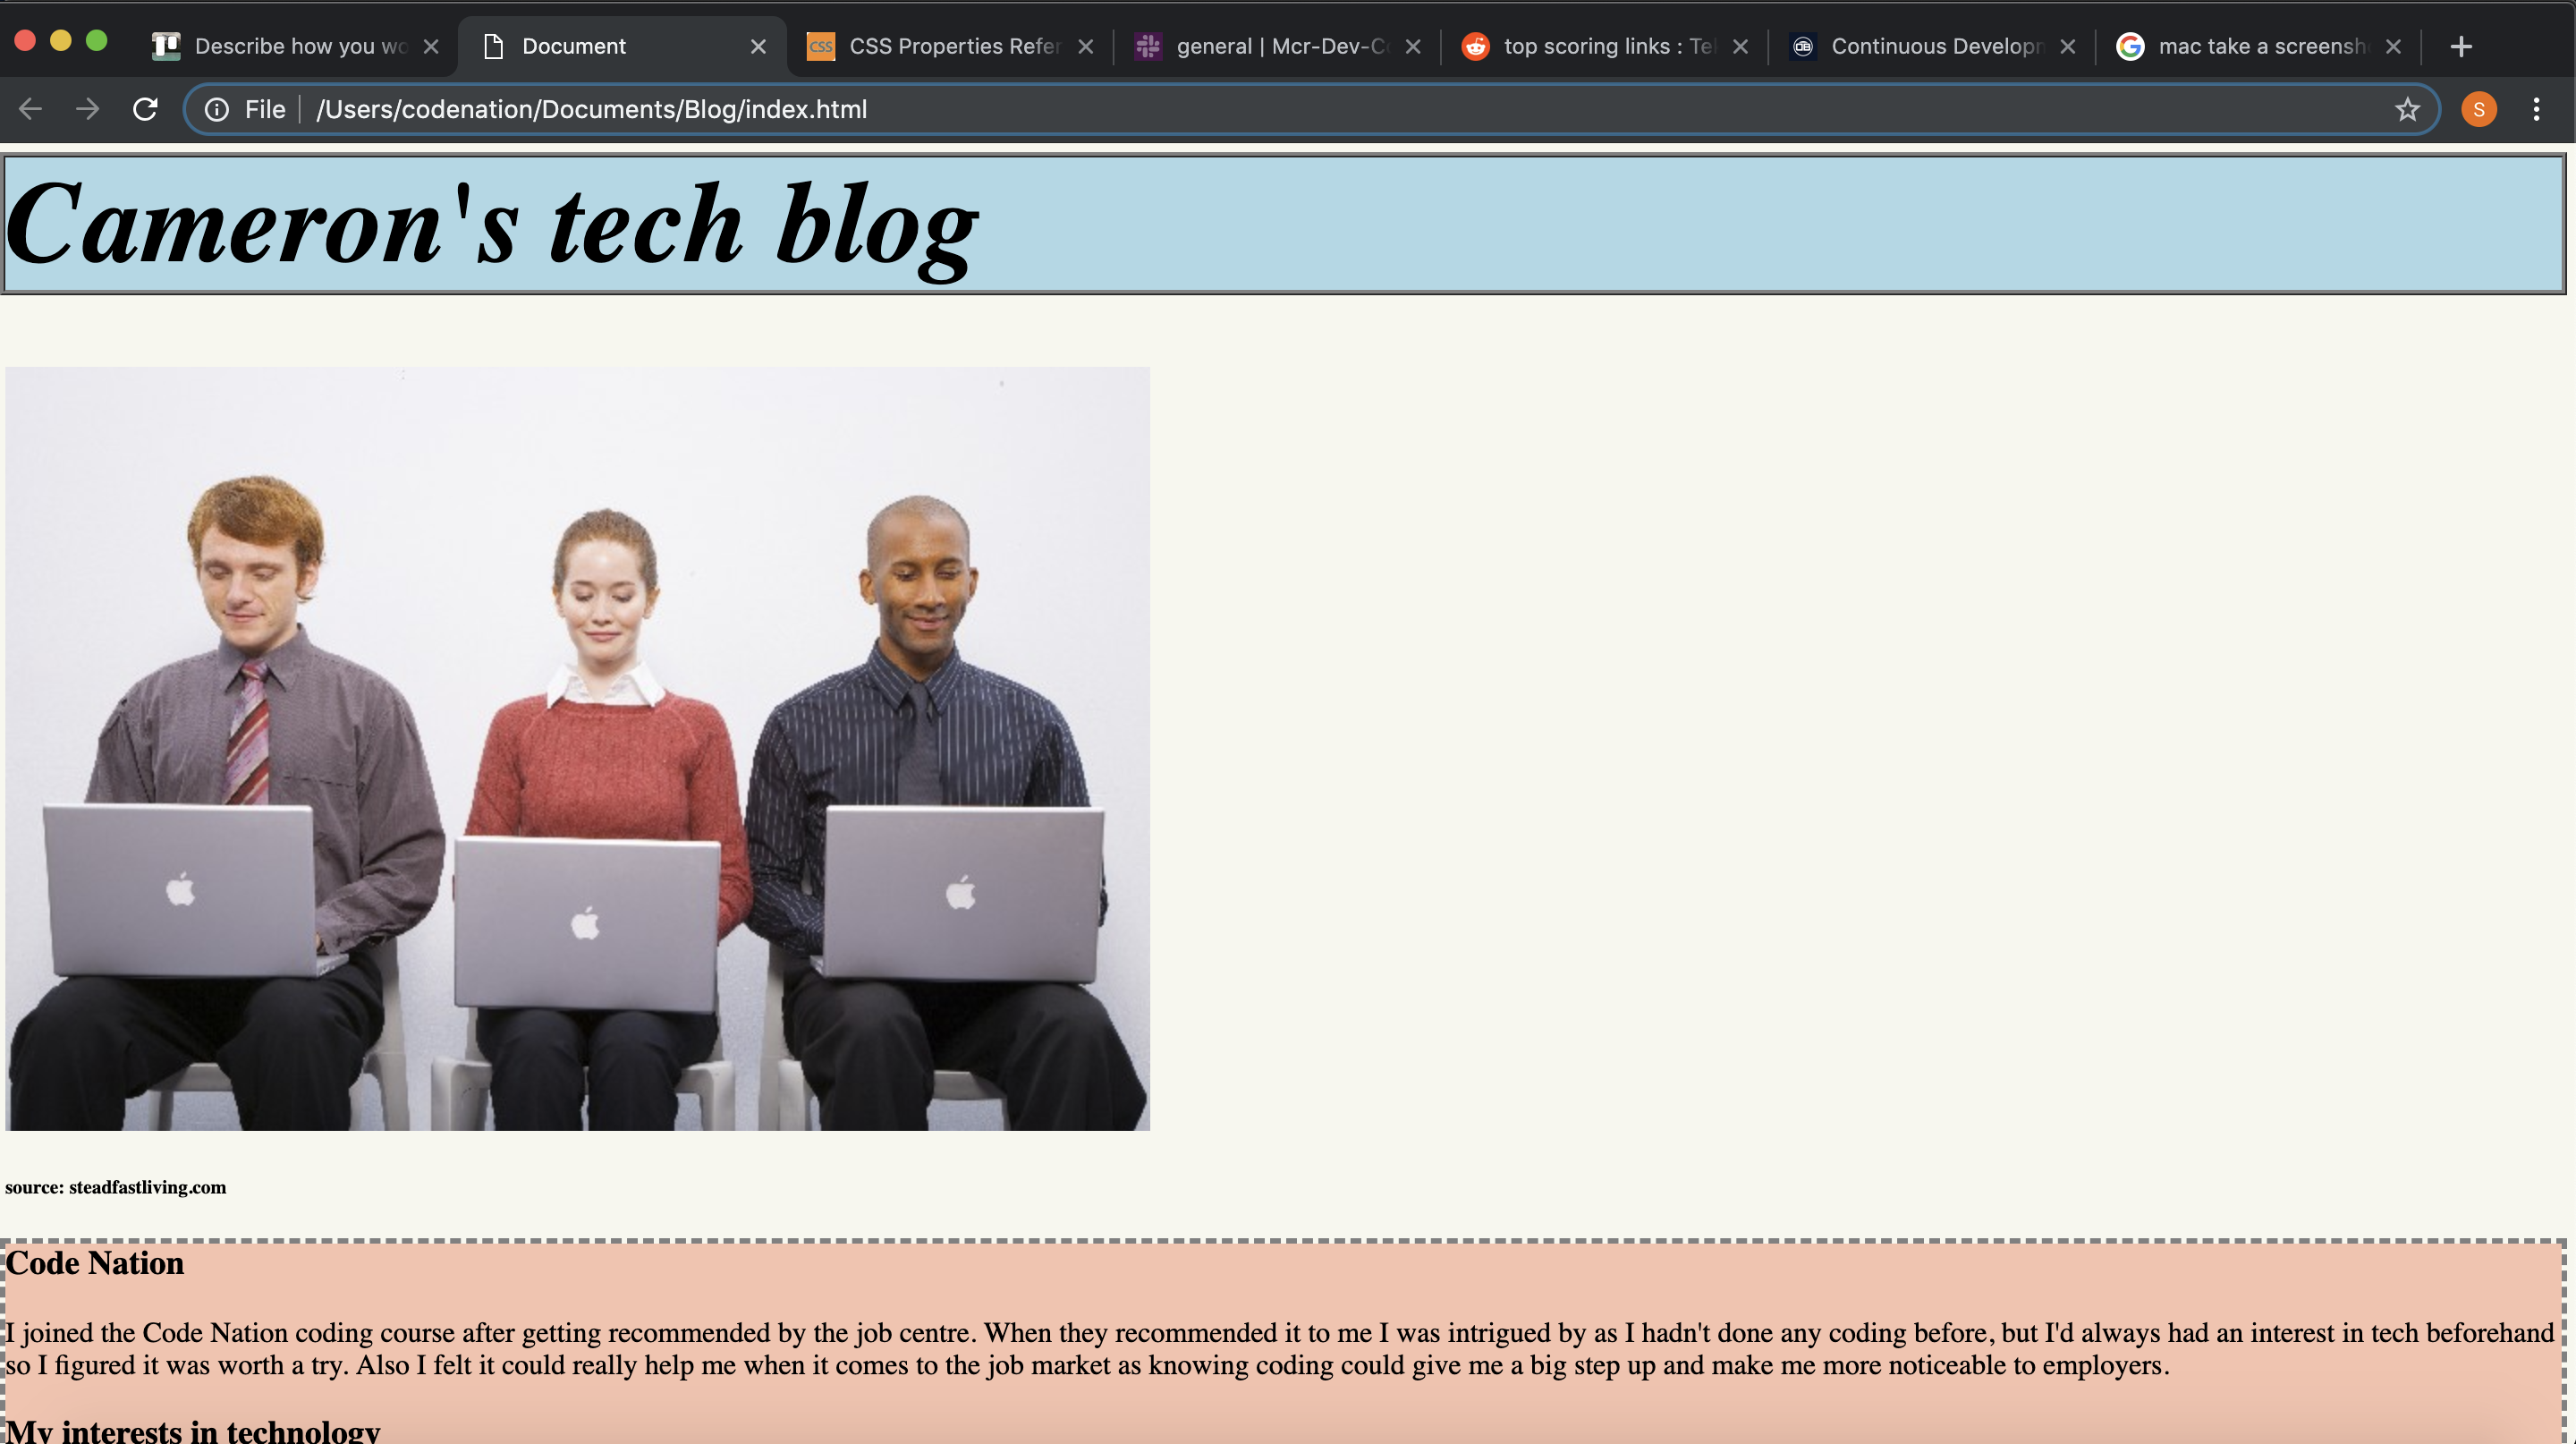 Describe how you wo
Document
CSS Properties Refer
general | Mcr-Dev-Co
top scoring links : Tel
Continuous Developm
mac take a screensh
File
/Users/codenation/Documents/Blog/index.html
S
Cameron's tech blog
source: steadfastliving.com
Code Nation
I joined the Code Nation coding course after getting recommended by the job centre. When they recommended it to me I was intrigued by as I hadn't done any coding before, but I'd always had an interest in tech beforehand
so I figured it was worth a try. Also I felt it could really help me when it comes to the job market as knowing coding could give me a big step up and make me more noticeable to employers.
My interests in technology